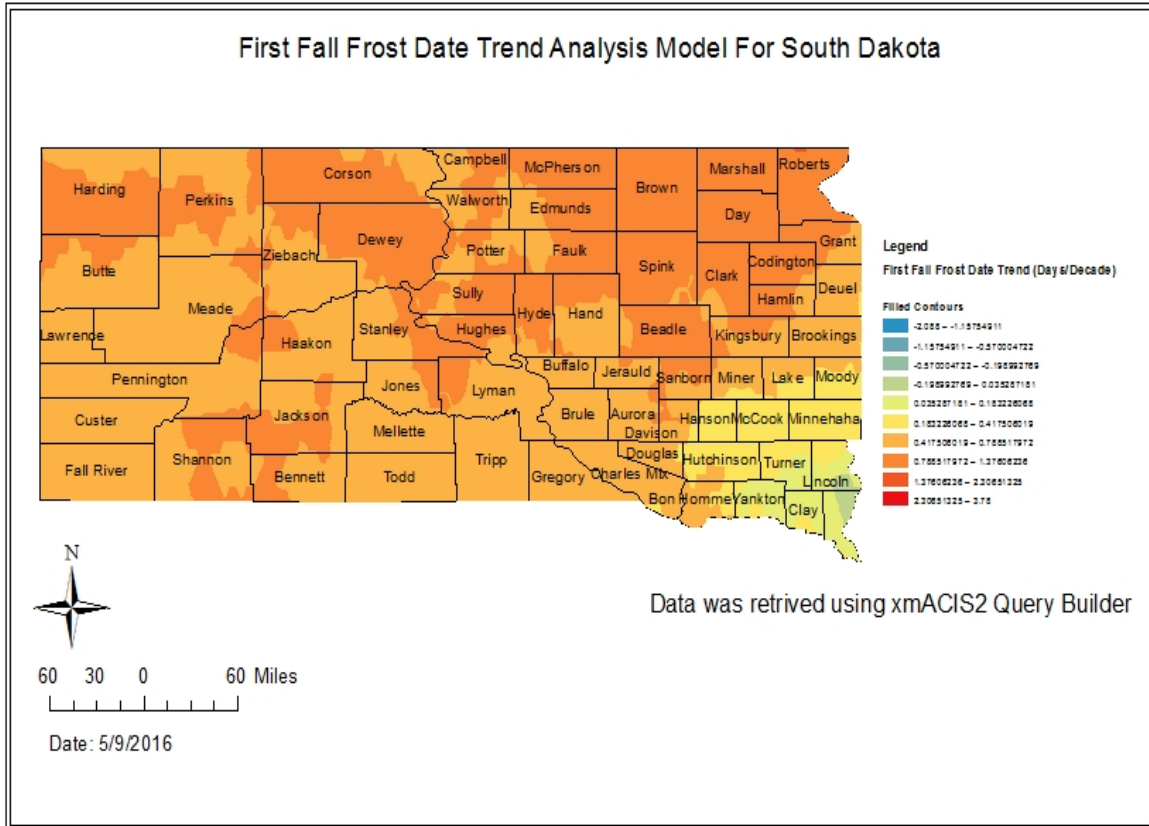 First Fall Frost Date Trend Analysis Model For South Dakota
Harding
Perkins
Corson
Campbell
McPherson
Brown
Marshall
Roberts
Walworth
Edmunds
Day
Dewey
Grant
Butte
Ziebach
Potter
Faulk
Spink
Clark
Codington
Meade
Sully
Hyde
Hand
Hamlin
Deuel
Lawrence
Haakon
Stanley
Hughes
Beadle
Kingsbury
Brookings
Pennington
Jones
Lyman
Buffalo
Jerauld
Sanborn
Miner
Lake
Moody
Custer
Jackson
Mellette
Brule
Aurora
Davison
Hanson
McCook
Minnehaha
Fall River
Shannon
Bennett
Todd
Tripp
Gregory
Charles Mix
Douglas
Hutchinson
Turner
Lincoln
Bon Homme
Yankton
Clay
Legend
First Fall Frost Date Trend (Days/Decade)
Filled Contours
N
Data was retrived using xmACIS2 Query Builder
60 30 0 60 Miles
Date: 5/9/2016